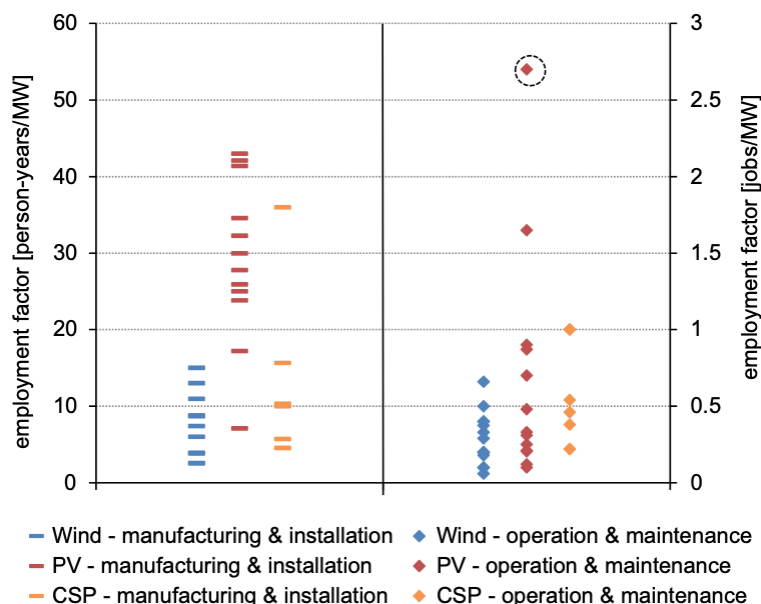 60
50
40
30
20
10
0
employment factor [person-years/MW]
3
2.5
2
1.5
1
0.5
0
employment factor [jobs/MW]
Wind - manufacturing & installation
Wind - operation & maintenance
PV - manufacturing & installation
PV - operation & maintenance
CSP - manufacturing & installation
CSP - operation & maintenance